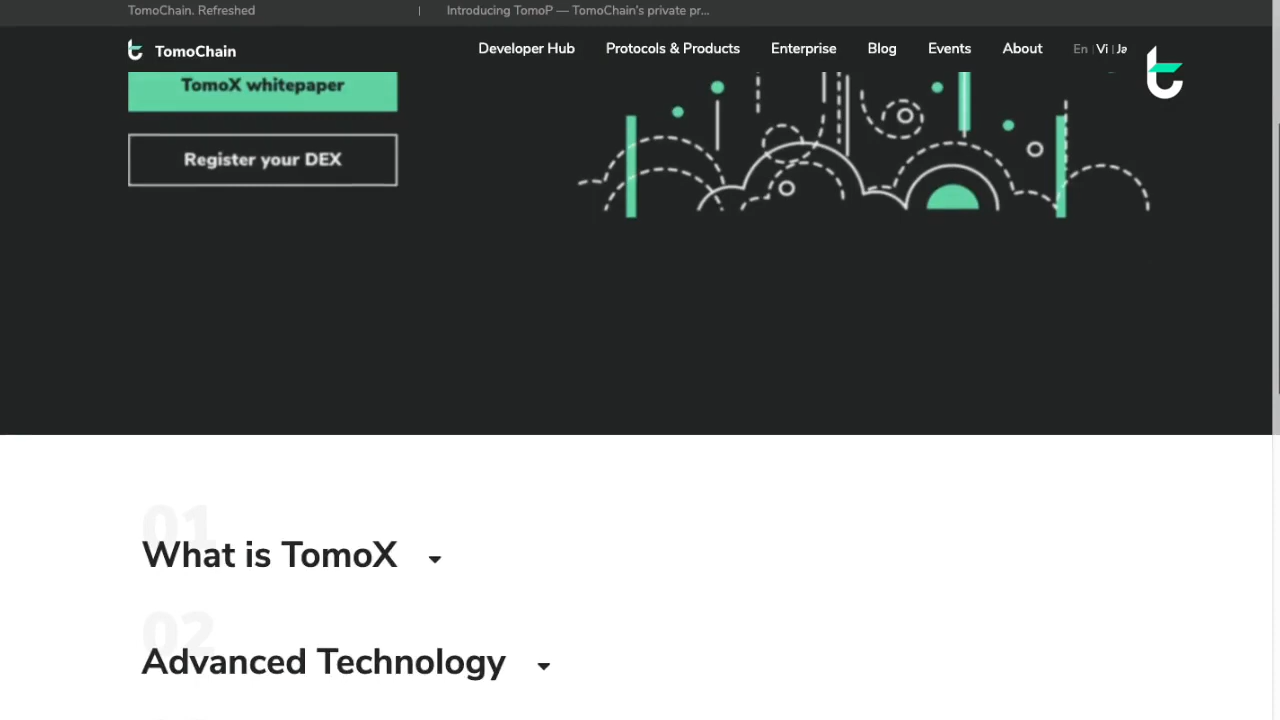 TomoChain. Refreshed | Introducing TomoP — TomoChain's private pr...
TomoChain Developer Hub Protocols & Products Enterprise Blog Events About En | Vi | Ja
TomoX whitepaper
Register your DEX
01
What is TomoX
02
Advanced Technology